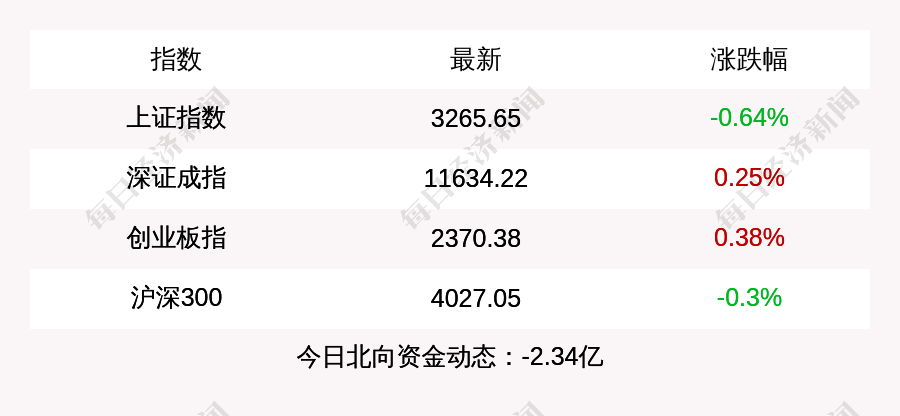 指数 最新 涨跌幅
上证指数 3265.65 -0.64%
深证成指 11634.22 0.25%
创业板指 2370.38 0.38%
沪深300 4027.05 -0.3%
今日北向资金动态：-2.34亿
每日经济新闻
每日经济新闻
每日经济新闻